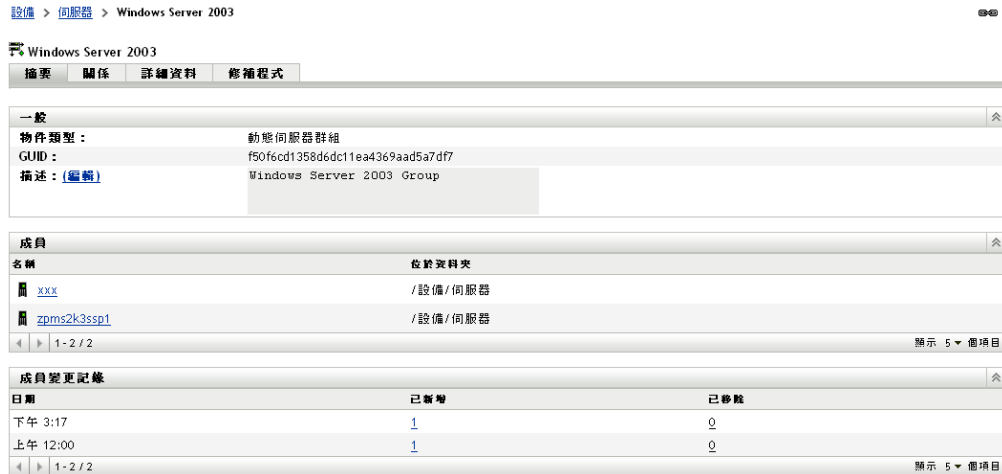 設備 > 伺服器 > Windows Server 2003
Windows Server 2003
摘要 關係 詳細資料 修補程式
一般
物件類型： 動態伺服器群組
GUID： f50f6cd1358d6dc11ea4369aad5a7df7
描述：(編輯) Windows Server 2003 Group
成員
名稱 位於資料夾
xxx /設備/伺服器
zpms2k3ssp1 /設備/伺服器
1 - 2 / 2 顯示 5 個項目
成員變更記錄
日期 已新增 已移除
下午 3:17 1 0
上午 12:00 1 0
1 - 2 / 2 顯示 5 個項目